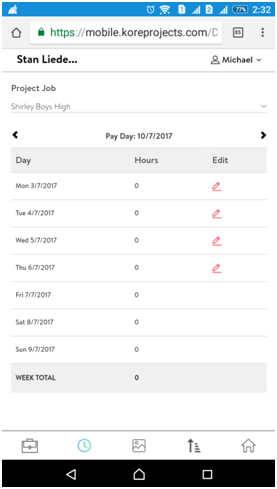 2:32
77%
https://mobile.koreprojects.com/D
85
Stan Liede...
Michael
Project Job
Shirley Boys High
Pay Day: 10/7/2017
Day Hours Edit
Mon 3/7/2017 0
Tue 4/7/2017 0
Wed 5/7/2017 0
Thu 6/7/2017 0
Fri 7/7/2017 0
Sat 8/7/2017 0
Sun 9/7/2017 0
WEEK TOTAL 0